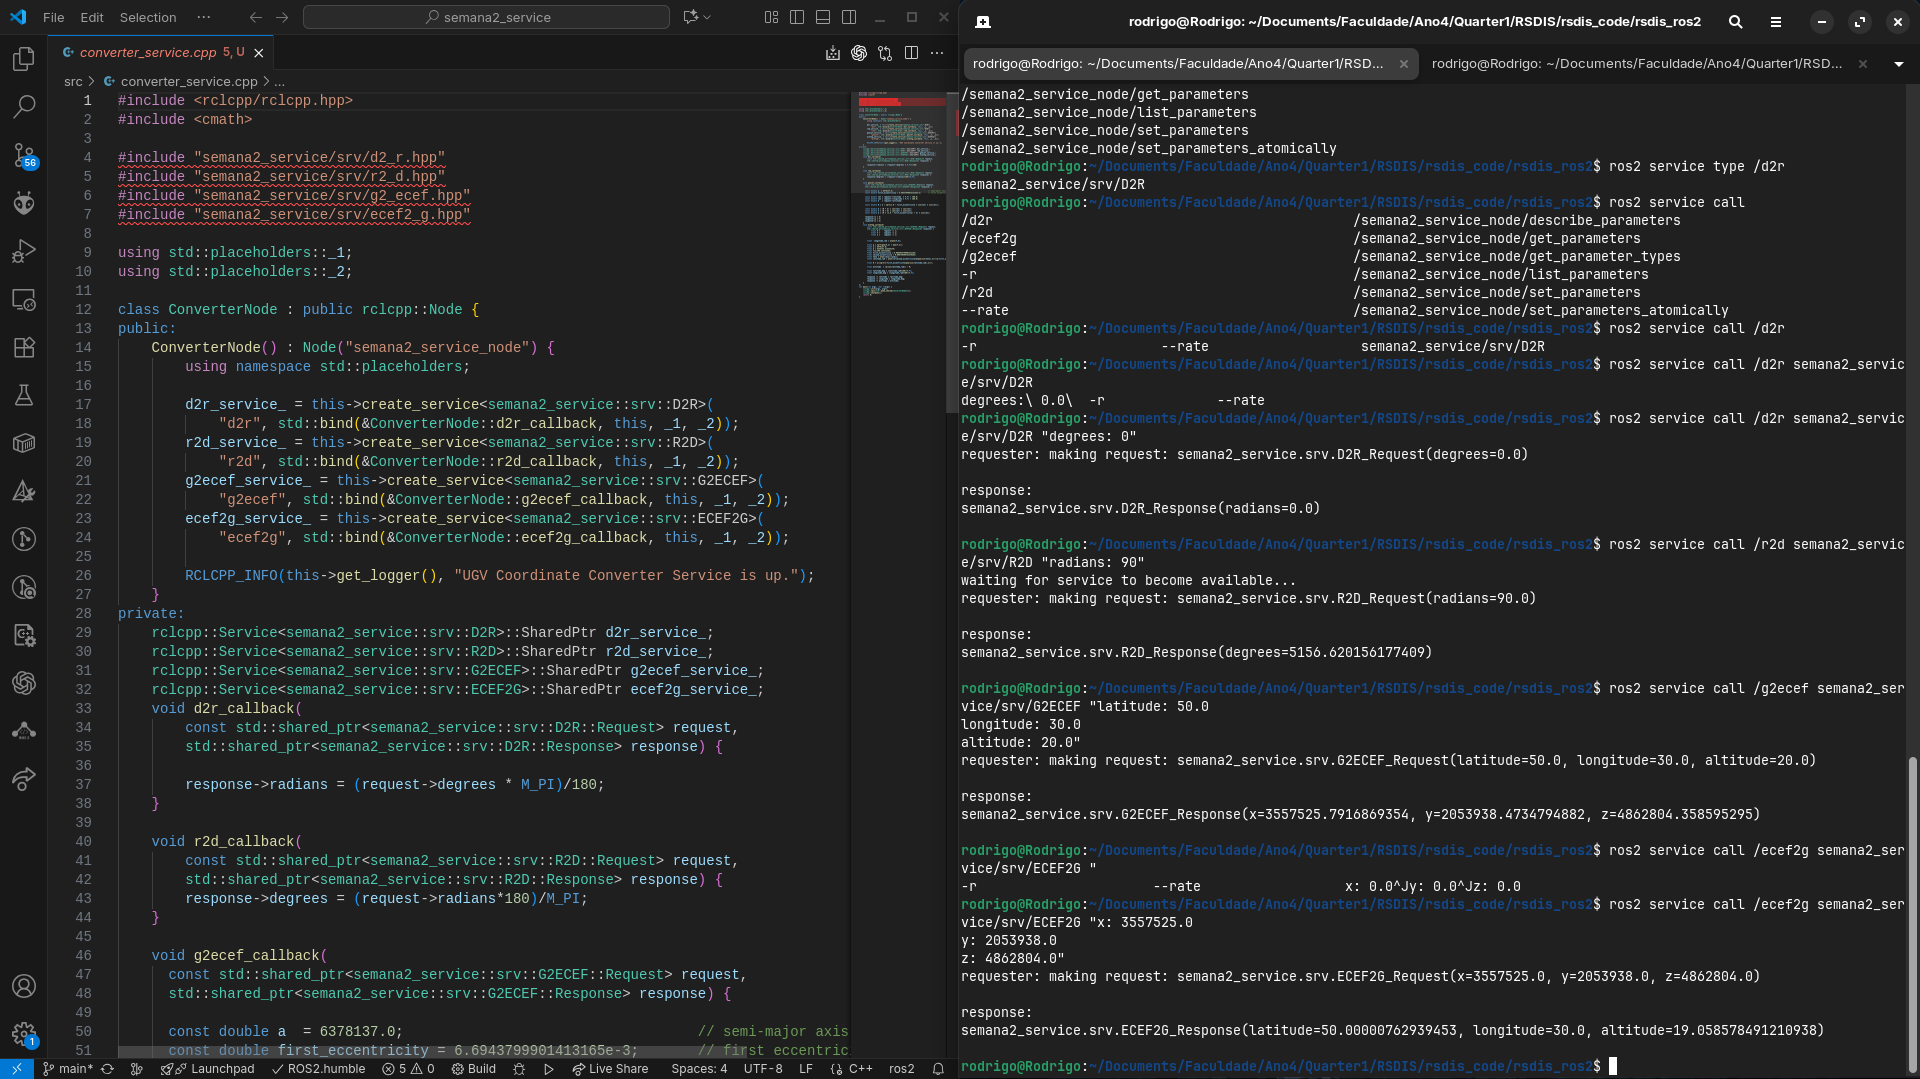 File Edit Selection ··· semana2_service
converter_service.cpp 5, U
src > converter_service.cpp > ...
1 #include <rclcpp/rclcpp.hpp>
2 #include <cmath>
3
4 #include "semana2_service/srv/d2_r.hpp"
5 #include "semana2_service/srv/r2_d.hpp"
6 #include "semana2_service/srv/g2_ecef.hpp"
7 #include "semana2_service/srv/ecef2_g.hpp"
8
9 using std::placeholders::_1;
10 using std::placeholders::_2;
11
12 class ConverterNode : public rclcpp::Node {
13 public:
14 ConverterNode() : Node("semana2_service_node") {
15 using namespace std::placeholders;
16
17 d2r_service_ = this->create_service<semana2_service::srv::D2R>(
18 "d2r", std::bind(&ConverterNode::d2r_callback, this, _1, _2));
19 r2d_service_ = this->create_service<semana2_service::srv::R2D>(
20 "r2d", std::bind(&ConverterNode::r2d_callback, this, _1, _2));
21 g2ecef_service_ = this->create_service<semana2_service::srv::G2ECEF>(
22 "g2ecef", std::bind(&ConverterNode::g2ecef_callback, this, _1, _2));
23 ecef2g_service_ = this->create_service<semana2_service::srv::ECEF2G>(
24 "ecef2g", std::bind(&ConverterNode::ecef2g_callback, this, _1, _2));
25
26 RCLCPP_INFO(this->get_logger(), "UGV Coordinate Converter Service is up.");
27 }
28 private:
29 rclcpp::Service<semana2_service::srv::D2R>::SharedPtr d2r_service_;
30 rclcpp::Service<semana2_service::srv::R2D>::SharedPtr r2d_service_;
31 rclcpp::Service<semana2_service::srv::G2ECEF>::SharedPtr g2ecef_service_;
32 rclcpp::Service<semana2_service::srv::ECEF2G>::SharedPtr ecef2g_service_;
33 void d2r_callback(
34 const std::shared_ptr<semana2_service::srv::D2R::Request> request,
35 std::shared_ptr<semana2_service::srv::D2R::Response> response) {
36
37 response->radians = (request->degrees * M_PI)/180;
38 }
39
40 void r2d_callback(
41 const std::shared_ptr<semana2_service::srv::R2D::Request> request,
42 std::shared_ptr<semana2_service::srv::R2D::Response> response) {
43 response->degrees = (request->radians*180)/M_PI;
44 }
45
46 void g2ecef_callback(
47 const std::shared_ptr<semana2_service::srv::G2ECEF::Request> request,
48 std::shared_ptr<semana2_service::srv::G2ECEF::Response> response) {
49
50 const double a = 6378137.0; // semi-major axis
51 const double first_eccentricity = 6.6943799901413165e-3; // first eccentric
56
1
main* Launchpad ROS2.humble 5 0 Build Live Share Spaces: 4 UTF-8 LF {} C++ ros2
rodrigo@Rodrigo: ~/Documents/Faculdade/Ano4/Quarter1/RSDIS/rsdis_code/rsdis_ros2
rodrigo@Rodrigo: ~/Documents/Faculdade/Ano4/Quarter1/RSD... rodrigo@Rodrigo: ~/Documents/Faculdade/Ano4/Quarter1/RSD...
/semana2_service_node/get_parameters
/semana2_service_node/list_parameters
/semana2_service_node/set_parameters
/semana2_service_node/set_parameters_atomically
rodrigo@Rodrigo:~/Documents/Faculdade/Ano4/Quarter1/RSDIS/rsdis_code/rsdis_ros2$ ros2 service type /d2r
semana2_service/srv/D2R
rodrigo@Rodrigo:~/Documents/Faculdade/Ano4/Quarter1/RSDIS/rsdis_code/rsdis_ros2$ ros2 service call
/d2r /semana2_service_node/describe_parameters
/ecef2g /semana2_service_node/get_parameters
/g2ecef /semana2_service_node/get_parameter_types
-r /semana2_service_node/list_parameters
/r2d /semana2_service_node/set_parameters
--rate /semana2_service_node/set_parameters_atomically
rodrigo@Rodrigo:~/Documents/Faculdade/Ano4/Quarter1/RSDIS/rsdis_code/rsdis_ros2$ ros2 service call /d2r
-r --rate semana2_service/srv/D2R
rodrigo@Rodrigo:~/Documents/Faculdade/Ano4/Quarter1/RSDIS/rsdis_code/rsdis_ros2$ ros2 service call /d2r semana2_servic
e/srv/D2R
degrees:\ 0.0\ -r --rate
rodrigo@Rodrigo:~/Documents/Faculdade/Ano4/Quarter1/RSDIS/rsdis_code/rsdis_ros2$ ros2 service call /d2r semana2_servic
e/srv/D2R "degrees: 0"
requester: making request: semana2_service.srv.D2R_Request(degrees=0.0)

response:
semana2_service.srv.D2R_Response(radians=0.0)

rodrigo@Rodrigo:~/Documents/Faculdade/Ano4/Quarter1/RSDIS/rsdis_code/rsdis_ros2$ ros2 service call /r2d semana2_servic
e/srv/R2D "radians: 90"
waiting for service to become available...
requester: making request: semana2_service.srv.R2D_Request(radians=90.0)

response:
semana2_service.srv.R2D_Response(degrees=5156.620156177409)

rodrigo@Rodrigo:~/Documents/Faculdade/Ano4/Quarter1/RSDIS/rsdis_code/rsdis_ros2$ ros2 service call /g2ecef semana2_ser
vice/srv/G2ECEF "latitude: 50.0
longitude: 30.0
altitude: 20.0"
requester: making request: semana2_service.srv.G2ECEF_Request(latitude=50.0, longitude=30.0, altitude=20.0)

response:
semana2_service.srv.G2ECEF_Response(x=3557525.7916869354, y=2053938.4734794882, z=4862804.358595295)

rodrigo@Rodrigo:~/Documents/Faculdade/Ano4/Quarter1/RSDIS/rsdis_code/rsdis_ros2$ ros2 service call /ecef2g semana2_ser
vice/srv/ECEF2G "
-r --rate x: 0.0^Jy: 0.0^Jz: 0.0
rodrigo@Rodrigo:~/Documents/Faculdade/Ano4/Quarter1/RSDIS/rsdis_code/rsdis_ros2$ ros2 service call /ecef2g semana2_ser
vice/srv/ECEF2G "x: 3557525.0
y: 2053938.0
z: 4862804.0"
requester: making request: semana2_service.srv.ECEF2G_Request(x=3557525.0, y=2053938.0, z=4862804.0)

response:
semana2_service.srv.ECEF2G_Response(latitude=50.00000762939453, longitude=30.0, altitude=19.058578491210938)

rodrigo@Rodrigo:~/Documents/Faculdade/Ano4/Quarter1/RSDIS/rsdis_code/rsdis_ros2$